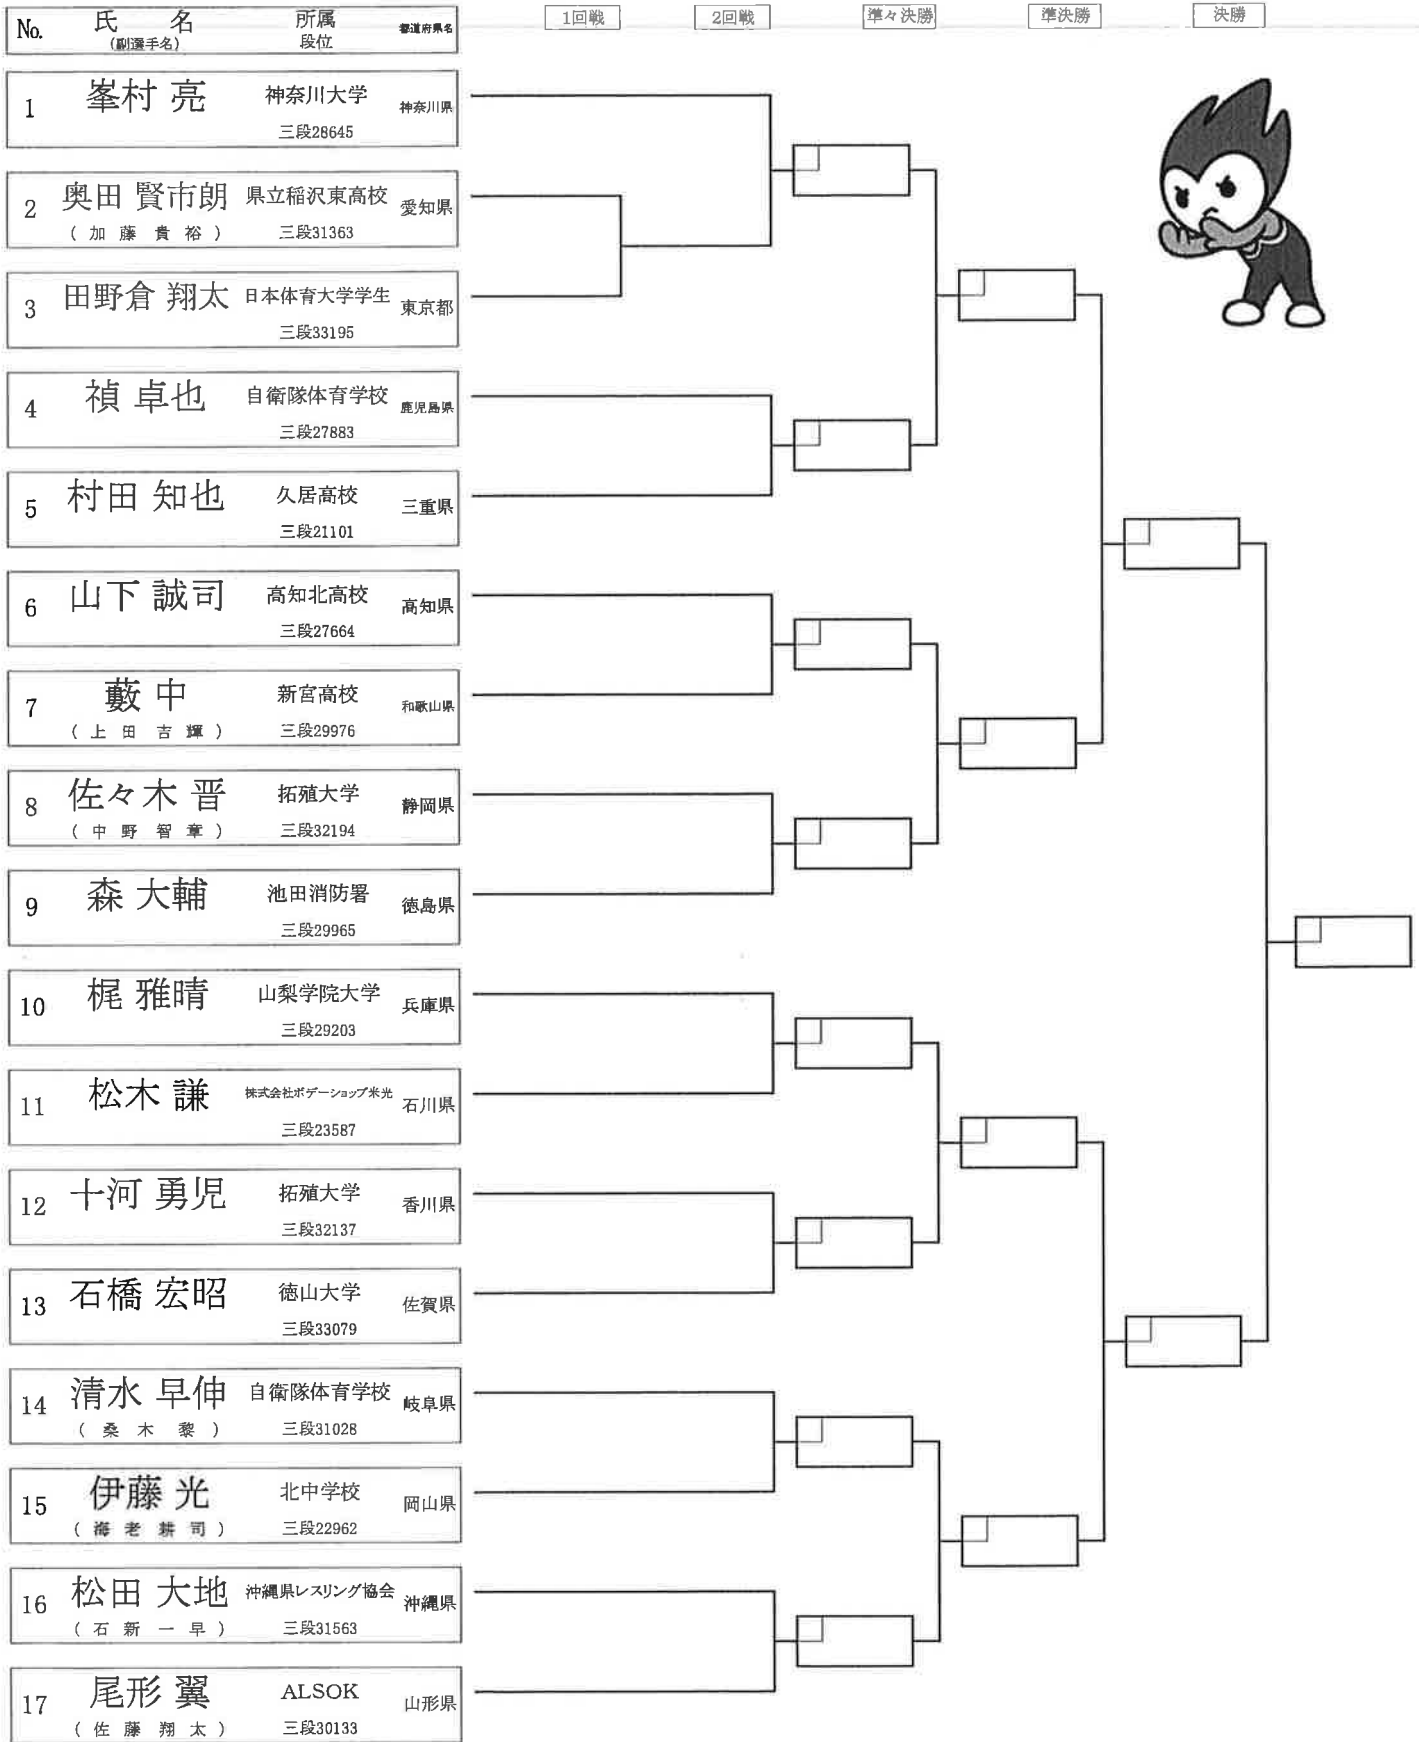 No. 氏 名 所属 都道府県名
(副選手名) 段位
1回戦 2回戦 準々決勝 準決勝 決勝
1 峯村 亮 神奈川大学 神奈川県
三段28645
2 奥田 賢市朗 県立稲沢東高校 愛知県
( 加 藤 貴 裕 ) 三段31363
3 田野倉 翔太 日本体育大学学生 東京都
三段33195
4 禎 卓也 自衛隊体育学校 鹿児島県
三段27883
5 村田 知也 久居高校 三重県
三段21101
6 山下 誠司 高知北高校 高知県
三段27664
7 藪 中 新宮高校 和歌山県
( 上 田 吉 輝 ) 三段29976
8 佐々木 晋 拓殖大学 静岡県
( 中 野 智 章 ) 三段32194
9 森 大輔 池田消防署 徳島県
三段29965
10 梶 雅晴 山梨学院大学 兵庫県
三段29203
11 松木 謙 株式会社ボデーショップ米光 石川県
三段23587
12 十河 勇児 拓殖大学 香川県
三段32137
13 石橋 宏昭 徳山大学 佐賀県
三段33079
14 清水 早伸 自衛隊体育学校 岐阜県
( 桑 木 黎 ) 三段31028
15 伊藤 光 北中学校 岡山県
( 海 老 耕 司 ) 三段22962
16 松田 大地 沖縄県レスリング協会 沖縄県
( 石 新 一 早 ) 三段31563
17 尾形 翼 ALSOK 山形県
( 佐 藤 翔 太 ) 三段30133